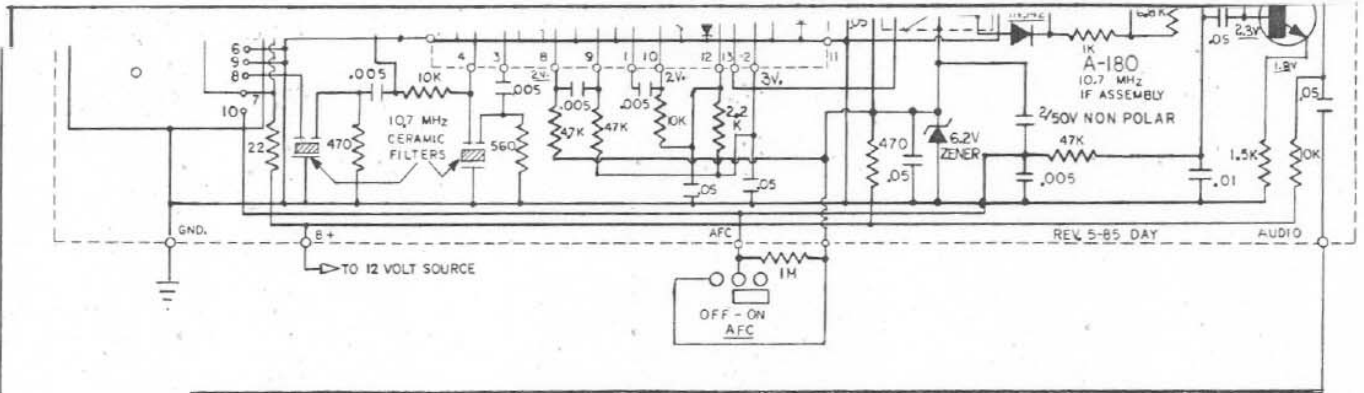 6
9
8
7
10
4
3
8
9
1
10
12
13
2
11
.05
6.8K
1K
A-180
10.7 MHz
IF ASSEMBLY
.05
2.3V
1.8V
.05
.005
10K
.005
2V
.005
.005
2V.
3V.
22
470
10.7 MHz
CERAMIC
FILTERS
560
47K
47K
10K
2.2
K
.05
.05
470
.05
6.2V
ZENER
2/50V NON POLAR
47K
.005
.01
1.5K
10K
GND.
B+
AFC
REV. 5-85 DAY
AUDIO
TO 12 VOLT SOURCE
1M
OFF - ON
AFC